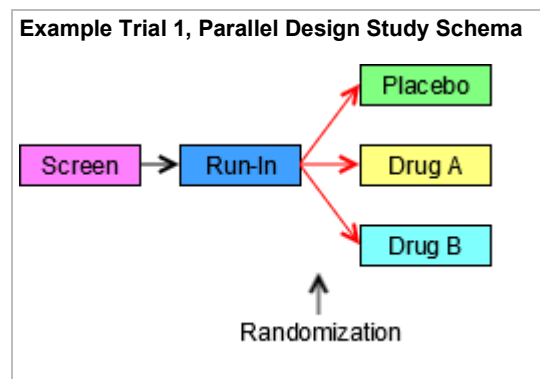 Example Trial 1, Parallel Design Study Schema
Placebo
Screen
Run-In
Drug A
Drug B
Randomization